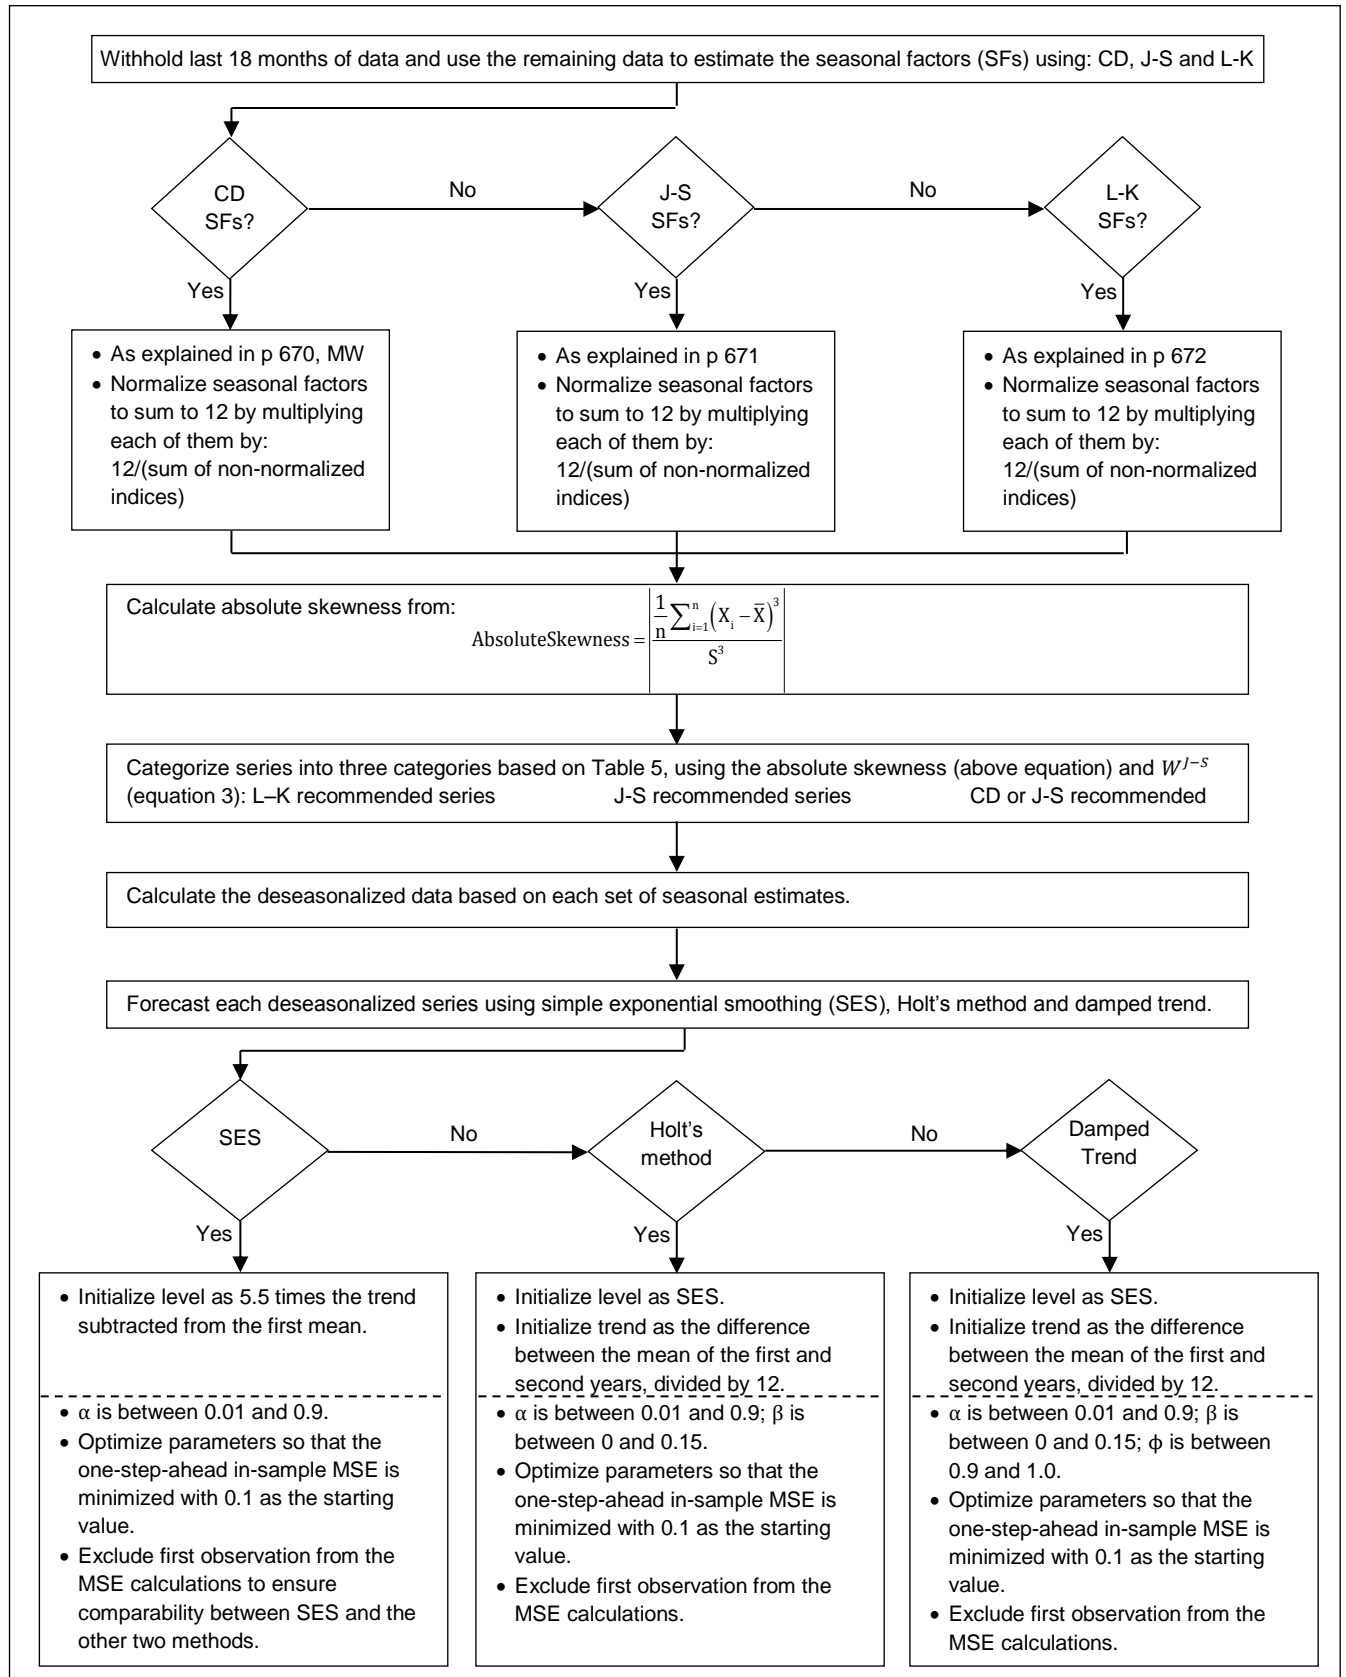 Withhold last 18 months of data and use the remaining data to estimate the seasonal factors (SFs) using: CD, J-S and L-K
CD
SFs?
No
J-S
SFs?
No
L-K
SFs?
Yes
Yes
Yes
• As explained in p 670, MW
• Normalize seasonal factors
to sum to 12 by multiplying
each of them by:
12/(sum of non-normalized
indices)
• As explained in p 671
• Normalize seasonal factors
to sum to 12 by multiplying
each of them by:
12/(sum of non-normalized
indices)
• As explained in p 672
• Normalize seasonal factors
to sum to 12 by multiplying
each of them by:
12/(sum of non-normalized
indices)
Calculate absolute skewness from:
AbsoluteSkewness = |(1/n ∑ᵢ₌₁ⁿ (Xᵢ − X̄)³) / S³|
Categorize series into three categories based on Table 5, using the absolute skewness (above equation) and W^{J−S}
(equation 3): L–K recommended series J-S recommended series CD or J-S recommended
Calculate the deseasonalized data based on each set of seasonal estimates.
Forecast each deseasonalized series using simple exponential smoothing (SES), Holt's method and damped trend.
SES
No
Holt's
method
No
Damped
Trend
Yes
Yes
Yes
• Initialize level as 5.5 times the trend
subtracted from the first mean.
• α is between 0.01 and 0.9.
• Optimize parameters so that the
one-step-ahead in-sample MSE is
minimized with 0.1 as the starting
value.
• Exclude first observation from the
MSE calculations to ensure
comparability between SES and the
other two methods.
• Initialize level as SES.
• Initialize trend as the difference
between the mean of the first and
second years, divided by 12.
• α is between 0.01 and 0.9; β is
between 0 and 0.15.
• Optimize parameters so that the
one-step-ahead in-sample MSE is
minimized with 0.1 as the starting
value.
• Exclude first observation from the
MSE calculations.
• Initialize level as SES.
• Initialize trend as the difference
between the mean of the first and
second years, divided by 12.
• α is between 0.01 and 0.9; β is
between 0 and 0.15; ϕ is between
0.9 and 1.0.
• Optimize parameters so that the
one-step-ahead in-sample MSE is
minimized with 0.1 as the starting
value.
• Exclude first observation from the
MSE calculations.